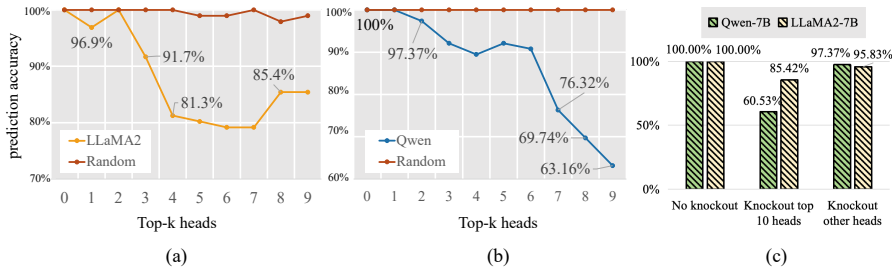 prediction accuracy
100%
90%
80%
70%
96.9%
91.7%
81.3%
85.4%
LLaMA2
Random
0 1 2 3 4 5 6 7 8 9
Top-k heads
(a)
100%
90%
80%
70%
60%
100%
97.37%
76.32%
69.74%
63.16%
Qwen
Random
0 1 2 3 4 5 6 7 8 9
Top-k heads
(b)
Qwen-7B LLaMA2-7B
100%
50%
0%
100.00% 100.00%
60.53% 85.42%
97.37% 95.83%
No knockout
Knockout top
10 heads
Knockout
other heads
(c)